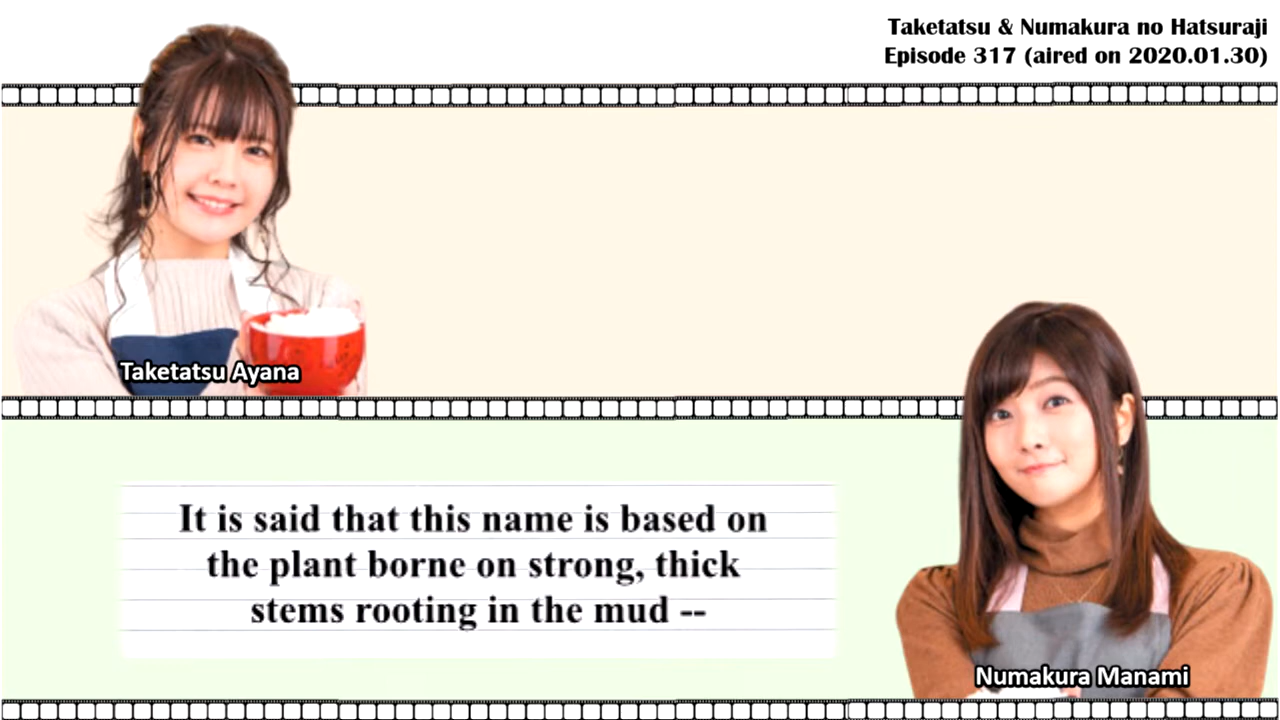 Taketatsu & Numakura no Hatsuraji
Episode 317 (aired on 2020.01.30)
Taketatsu Ayana
It is said that this name is based on
the plant borne on strong, thick
stems rooting in the mud --
Numakura Manami